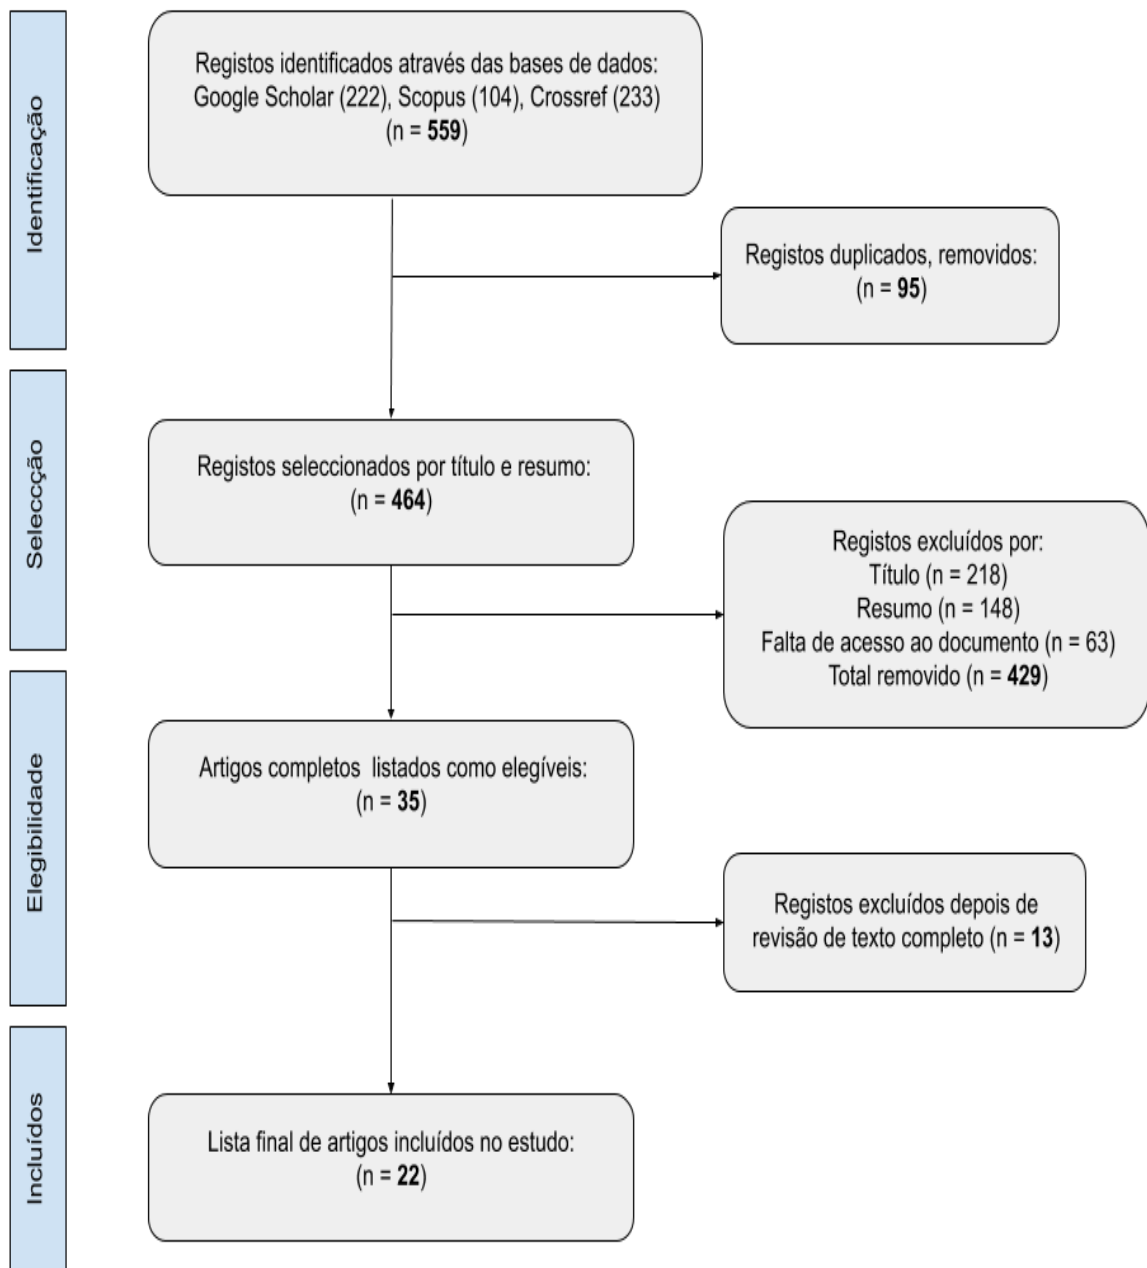 Identificação
Registos identificados através das bases de dados:
Google Scholar (222), Scopus (104), Crossref (233)
(n = 559)
Registos duplicados, removidos:
(n = 95)
Selecção
Registos seleccionados por título e resumo:
(n = 464)
Registos excluídos por:
Título (n = 218)
Resumo (n = 148)
Falta de acesso ao documento (n = 63)
Total removido (n = 429)
Elegibilidade
Artigos completos  listados como elegíveis:
(n = 35)
Registos excluídos depois de
revisão de texto completo (n = 13)
Incluídos
Lista final de artigos incluídos no estudo:
(n = 22)